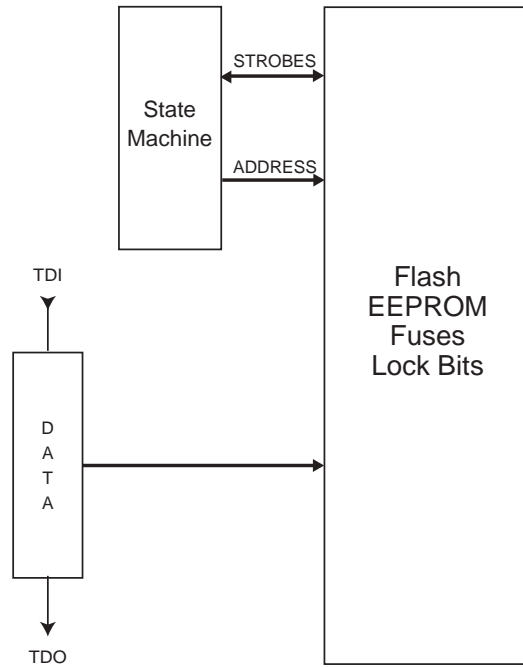 STROBES
State
Machine
ADDRESS
TDI
Flash
EEPROM
Fuses
Lock Bits
D
A
T
A
TDO